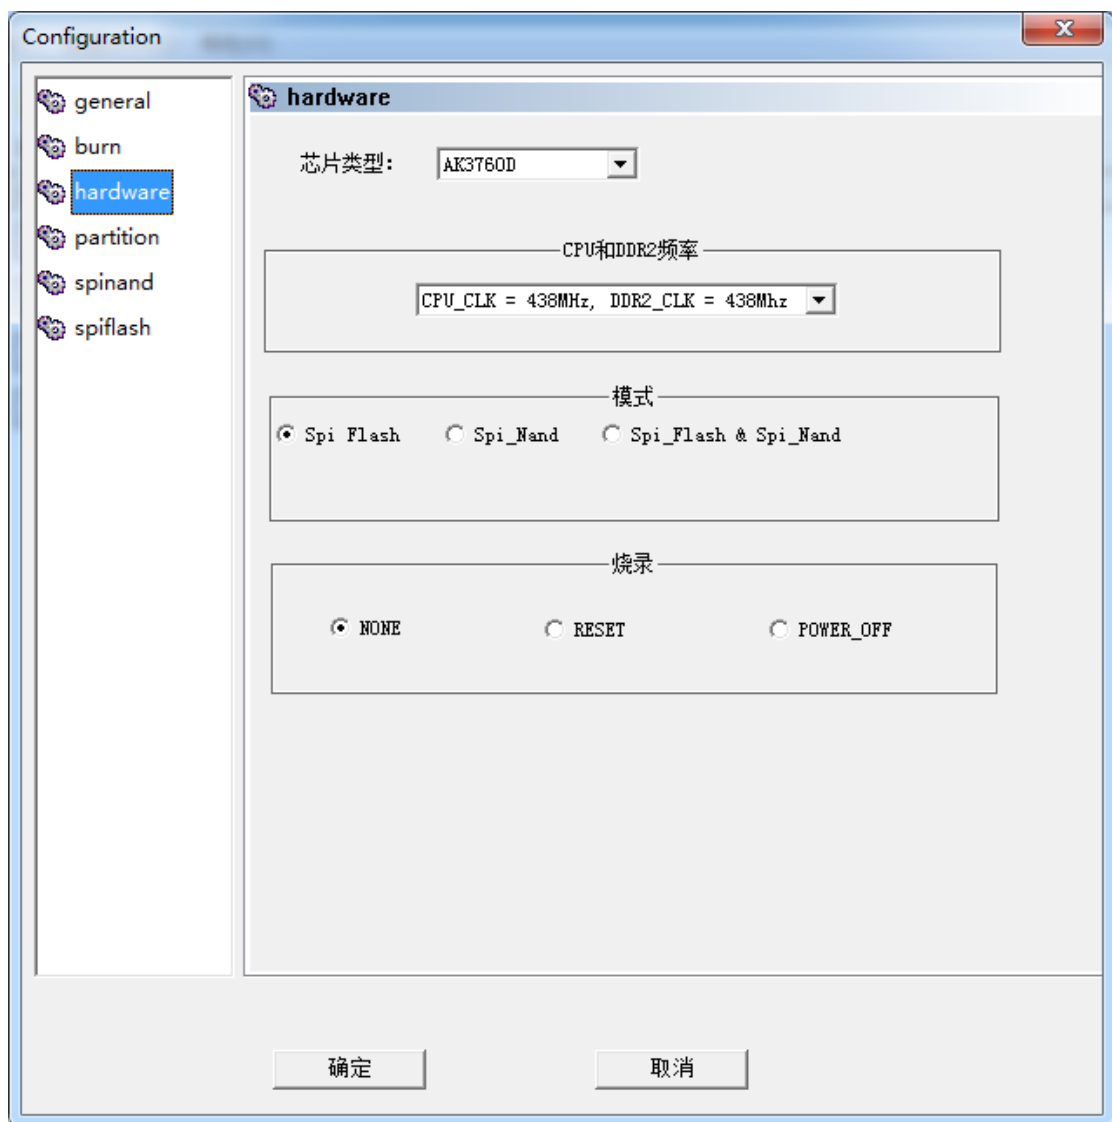 Configuration
general
burn
hardware
partition
spinand
spiflash
hardware
芯片类型: AK3760D
CPU和DDR2频率
CPU_CLK = 438MHz, DDR2_CLK = 438Mhz
模式
Spi Flash Spi_Nand Spi_Flash & Spi_Nand
烧录
NONE RESET POWER_OFF
确定 取消